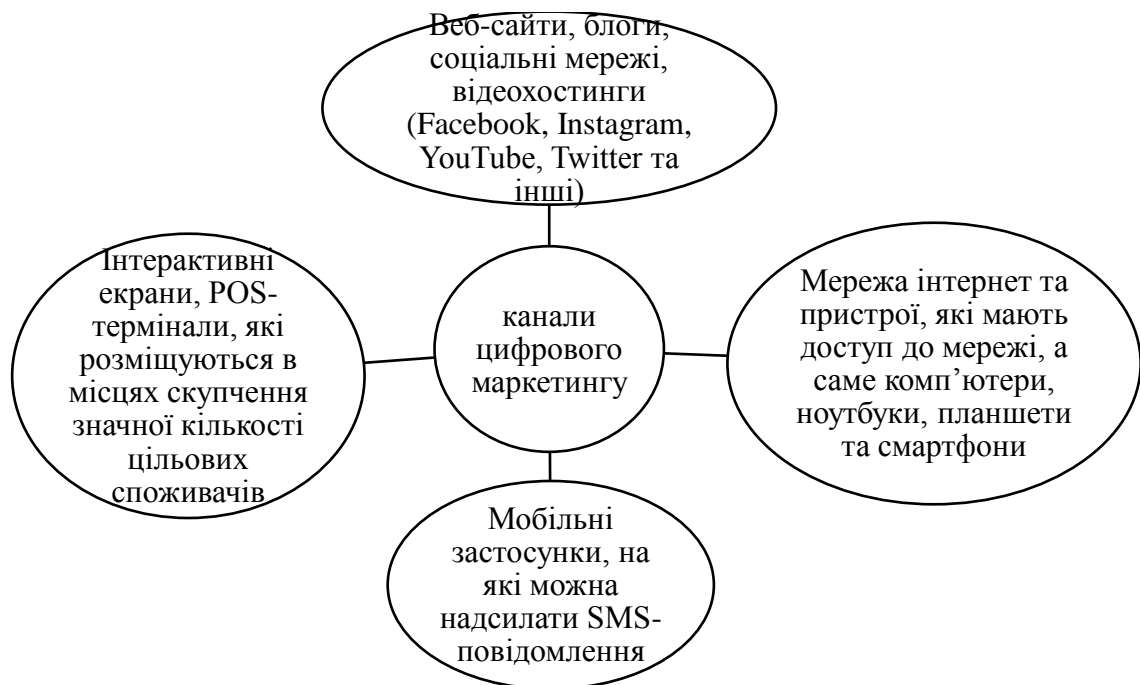 Веб-сайти, блоги,
соціальні мережі,
відеохостинги
(Facebook, Instagram,
YouTube, Twitter та
інші)
Інтерактивні
екрани, POS-
термінали, які
розміщуються в
місцях скупчення
значної кількості
цільових
споживачів
канали
цифрового
маркетингу
Мережа інтернет та
пристрої, які мають
доступ до мережі, а
саме комп’ютери,
ноутбуки, планшети
та смартфони
Мобільні
застосунки, на
які можна
надсилати SMS-
повідомлення